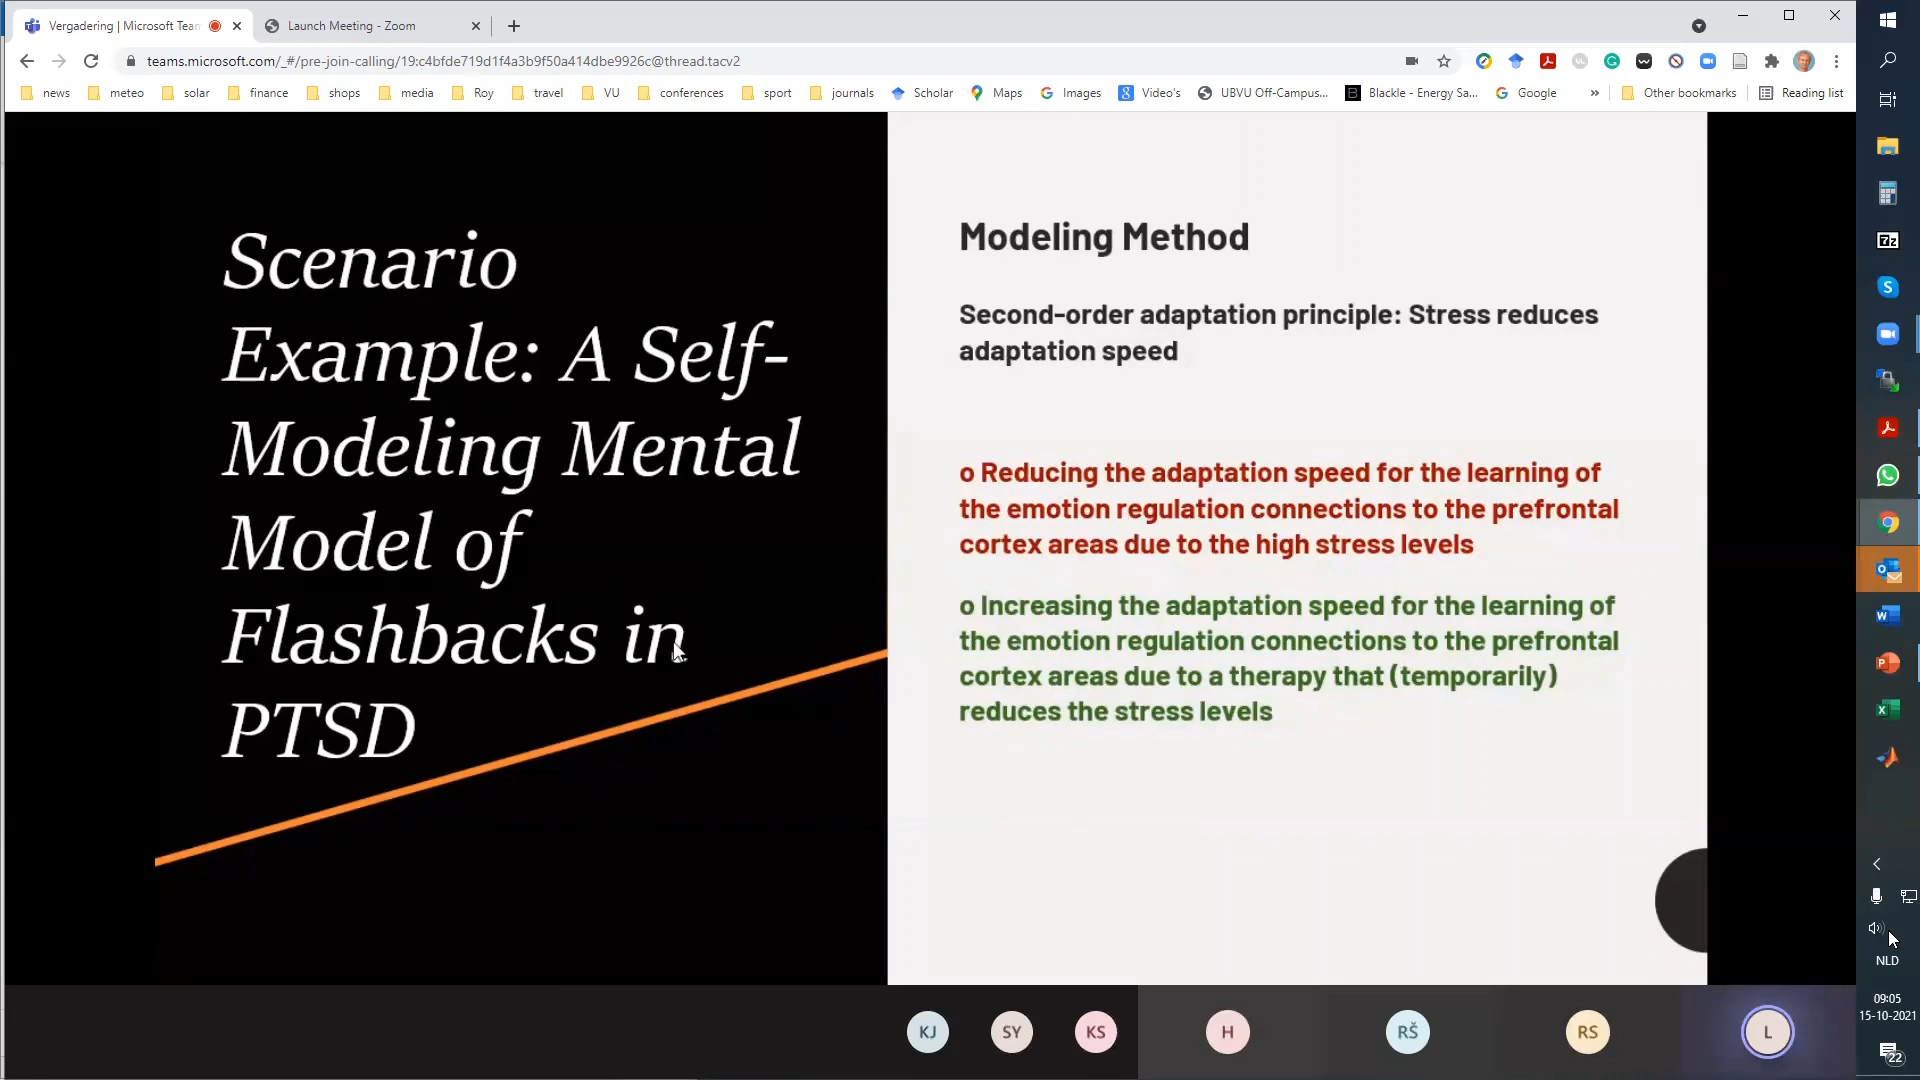 Vergadering | Microsoft Tea
Launch Meeting - Zoom
teams.microsoft.com/_#/pre-join-calling/19:c4bfde719d1f4a3b9f50a414dbe9926c@thread.tacv2
news meteo solar finance shops media Roy travel VU conferences sport journals Scholar Maps Images Video's UBVU Off-Campus... Blackle - Energy Sa... Google » Other bookmarks Reading list
Scenario
Example: A Self-
Modeling Mental
Model of
Flashbacks in
PTSD
Modeling Method
Second-order adaptation principle: Stress reduces
adaptation speed
o Reducing the adaptation speed for the learning of
the emotion regulation connections to the prefrontal
cortex areas due to the high stress levels
o Increasing the adaptation speed for the learning of
the emotion regulation connections to the prefrontal
cortex areas due to a therapy that (temporarily)
reduces the stress levels
KJ SY KS H RŠ RS L
NLD
09:05
15-10-2021
22